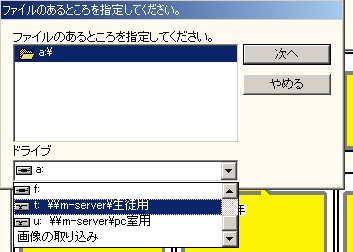 ファイルのあるところを指定してください。
ファイルのあるところを指定してください。
a:¥
次へ
やめる
ドライブ
a:
f:
t: ¥¥m-server¥生徒用
u: ¥¥m-server¥pc室用
画像の取り込み
年